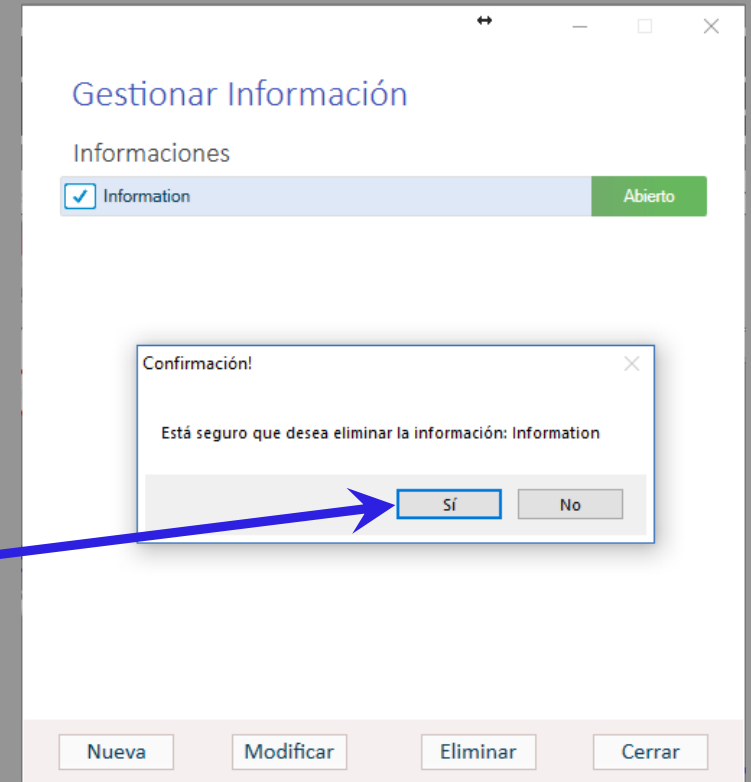 Gestionar Información
Informaciones
Information Abierto
Confirmación!
Está seguro que desea eliminar la información: Information
Sí No
Nueva Modificar Eliminar Cerrar